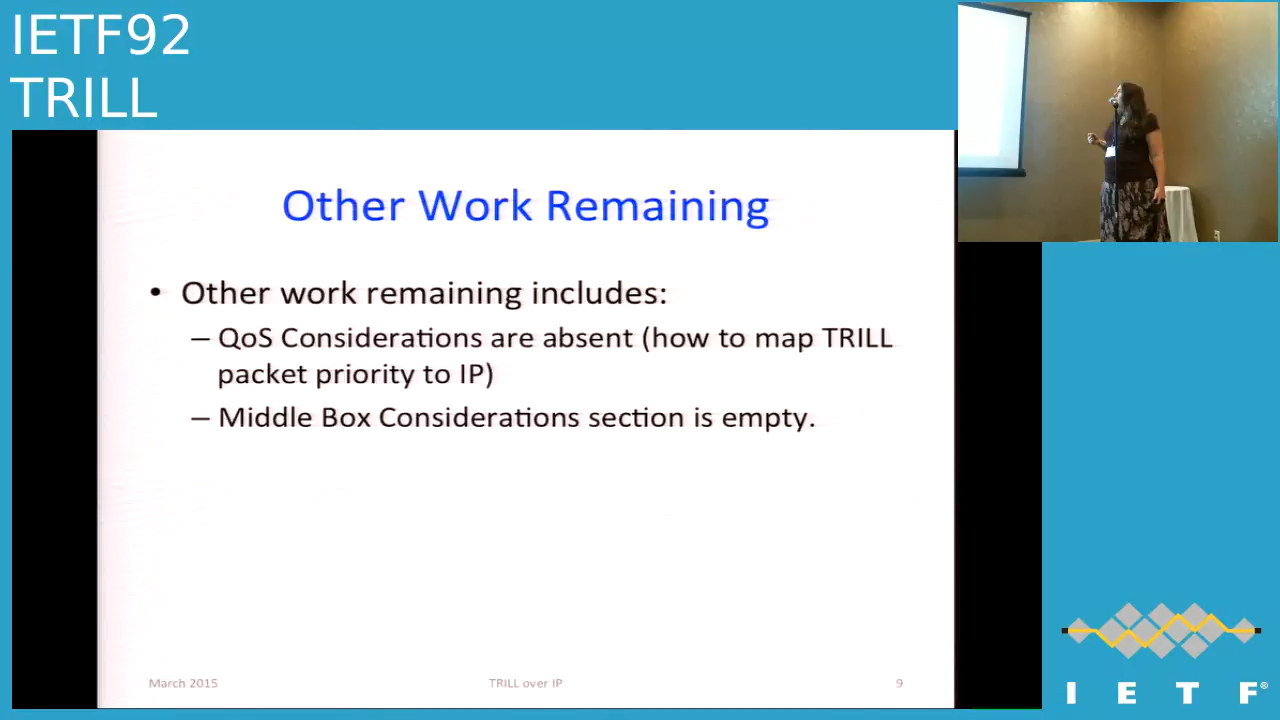 IETF92
TRILL
Other Work Remaining
• Other work remaining includes:
– QoS Considerations are absent (how to map TRILL
packet priority to IP)
– Middle Box Considerations section is empty.
March 2015
TRILL over IP
9
I E T F®